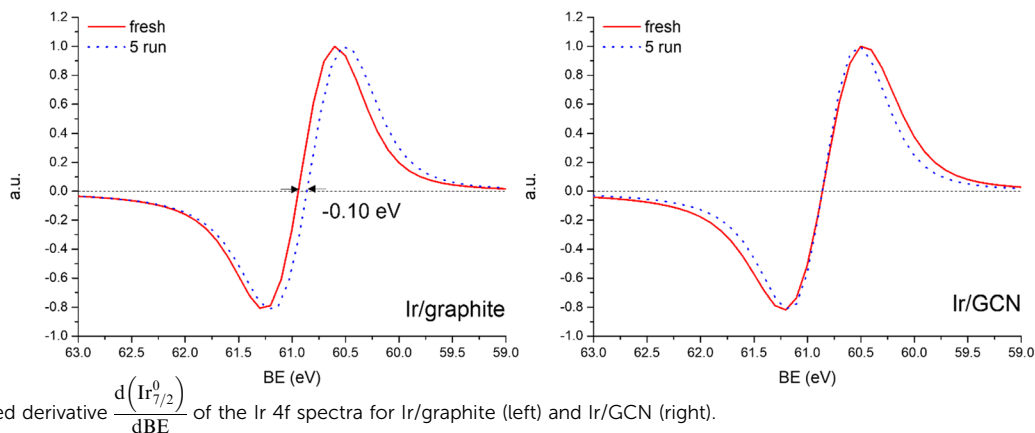 1.2
1.0
0.8
0.6
0.4
0.2
0.0
-0.2
-0.4
-0.6
-0.8
-1.0
a.u.
fresh
5 run
-0.10 eV
Ir/graphite
63.0 62.5 62.0 61.5 61.0 60.5 60.0 59.5 59.0
BE (eV)
1.2
1.0
0.8
0.6
0.4
0.2
0.0
-0.2
-0.4
-0.6
-0.8
-1.0
a.u.
fresh
5 run
Ir/GCN
63.0 62.5 62.0 61.5 61.0 60.5 60.0 59.5 59.0
BE (eV)
ed derivative d(Ir⁰7/2)/dBE of the Ir 4f spectra for Ir/graphite (left) and Ir/GCN (right).